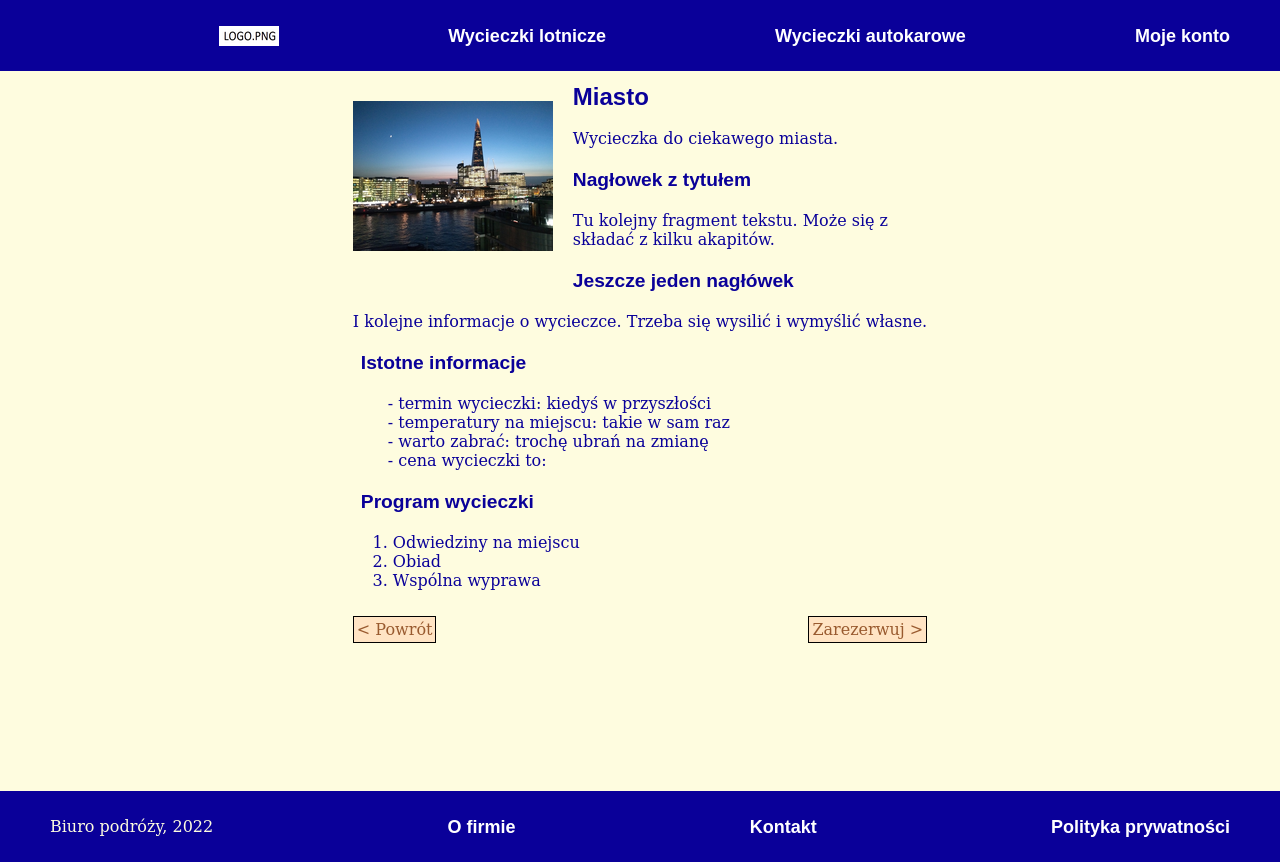 LOGO.PNG
Wycieczki lotnicze
Wycieczki autokarowe
Moje konto
Miasto
Wycieczka do ciekawego miasta.
Nagłowek z tytułem
Tu kolejny fragment tekstu. Może się z
składać z kilku akapitów.
Jeszcze jeden nagłówek
I kolejne informacje o wycieczce. Trzeba się wysilić i wymyślić własne.
Istotne informacje
- termin wycieczki: kiedyś w przyszłości
- temperatury na miejscu: takie w sam raz
- warto zabrać: trochę ubrań na zmianę
- cena wycieczki to:
Program wycieczki
1. Odwiedziny na miejscu
2. Obiad
3. Wspólna wyprawa
< Powrót
Zarezerwuj >
Biuro podróży, 2022
O firmie
Kontakt
Polityka prywatności